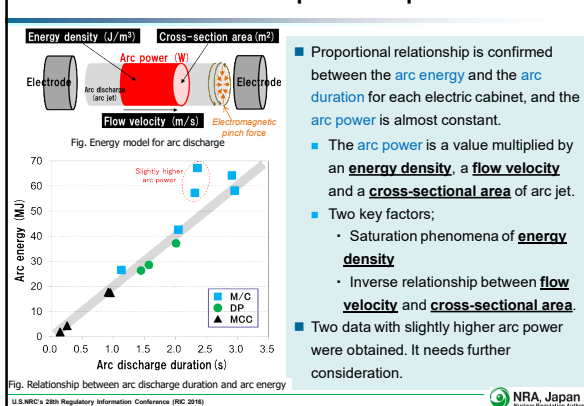 Energy density (J/m³) Cross-section area (m²)
Arc power (W)
Electrode
Arc discharge
(arc jet)
Electrode
Flow velocity (m/s)
Electromagnetic
pinch force
Fig. Energy model for arc discharge
70
60
50
40
30
20
10
0
Arc energy (MJ)
Slightly higher
arc power
M/C
DP
MCC
0.0 0.5 1.0 1.5 2.0 2.5 3.0 3.5
Arc discharge duration(s)
Fig. Relationship between arc discharge duration and arc energy
■ Proportional relationship is confirmed
between the arc energy and the arc
duration for each electric cabinet, and the
arc power is almost constant.
■ The arc power is a value multiplied by
an energy density, a flow velocity
and a cross-sectional area of arc jet.
■ Two key factors;
・ Saturation phenomena of energy
density
・ Inverse relationship between flow
velocity and cross-sectional area.
■ Two data with slightly higher arc power
were obtained. It needs further
consideration.
U.S.NRC's 28th Regulatory Information Conference (RIC 2016)
NRA, Japan